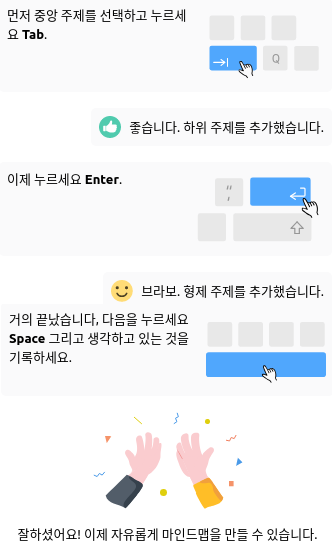 먼저 중앙 주제를 선택하고 누르세
요 Tab.
Q
좋습니다. 하위 주제를 추가했습니다.
이제 누르세요 Enter.
"
,
브라보. 형제 주제를 추가했습니다.
거의 끝났습니다, 다음을 누르세요
Space 그리고 생각하고 있는 것을
기록하세요.
잘하셨어요! 이제 자유롭게 마인드맵을 만들 수 있습니다.